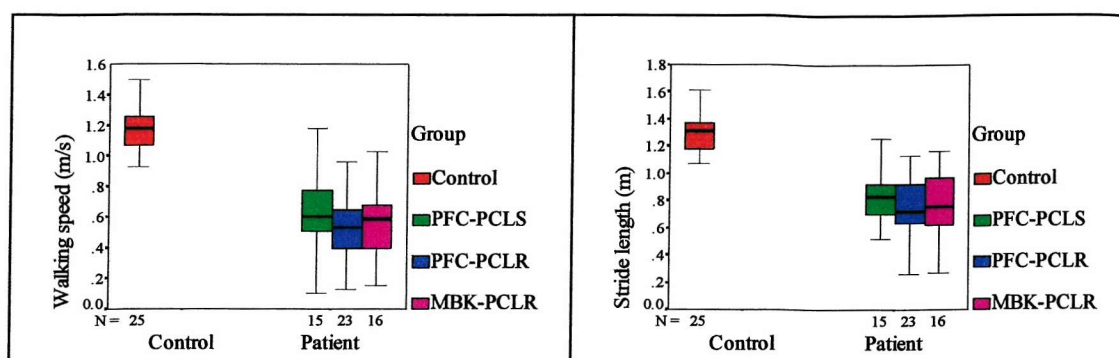 1.6
1.4
1.2
1.0
.8
.6
.4
.2
0.0
Walking speed (m/s)
N = 25 15 23 16
Control Patient
Group
Control
PFC-PCLS
PFC-PCLR
MBK-PCLR
1.8
1.6
1.4
1.2
1.0
.8
.6
.4
.2
0.0
Stride length (m)
N = 25 15 23 16
Control Patient
Group
Control
PFC-PCLS
PFC-PCLR
MBK-PCLR